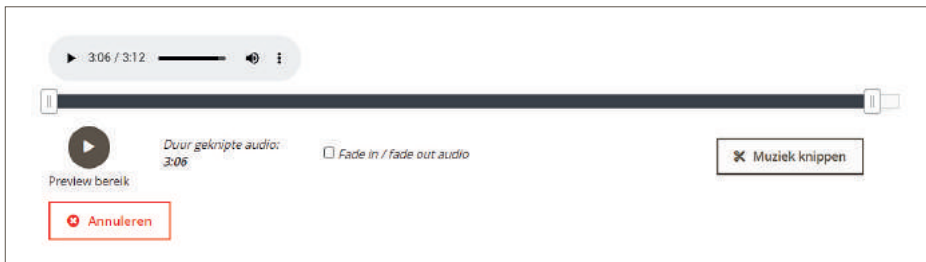 3:06 / 3:12
Duur geknipte audio:
3:06
Fade in / fade out audio
Muziek knippen
Preview bereik
Annuleren